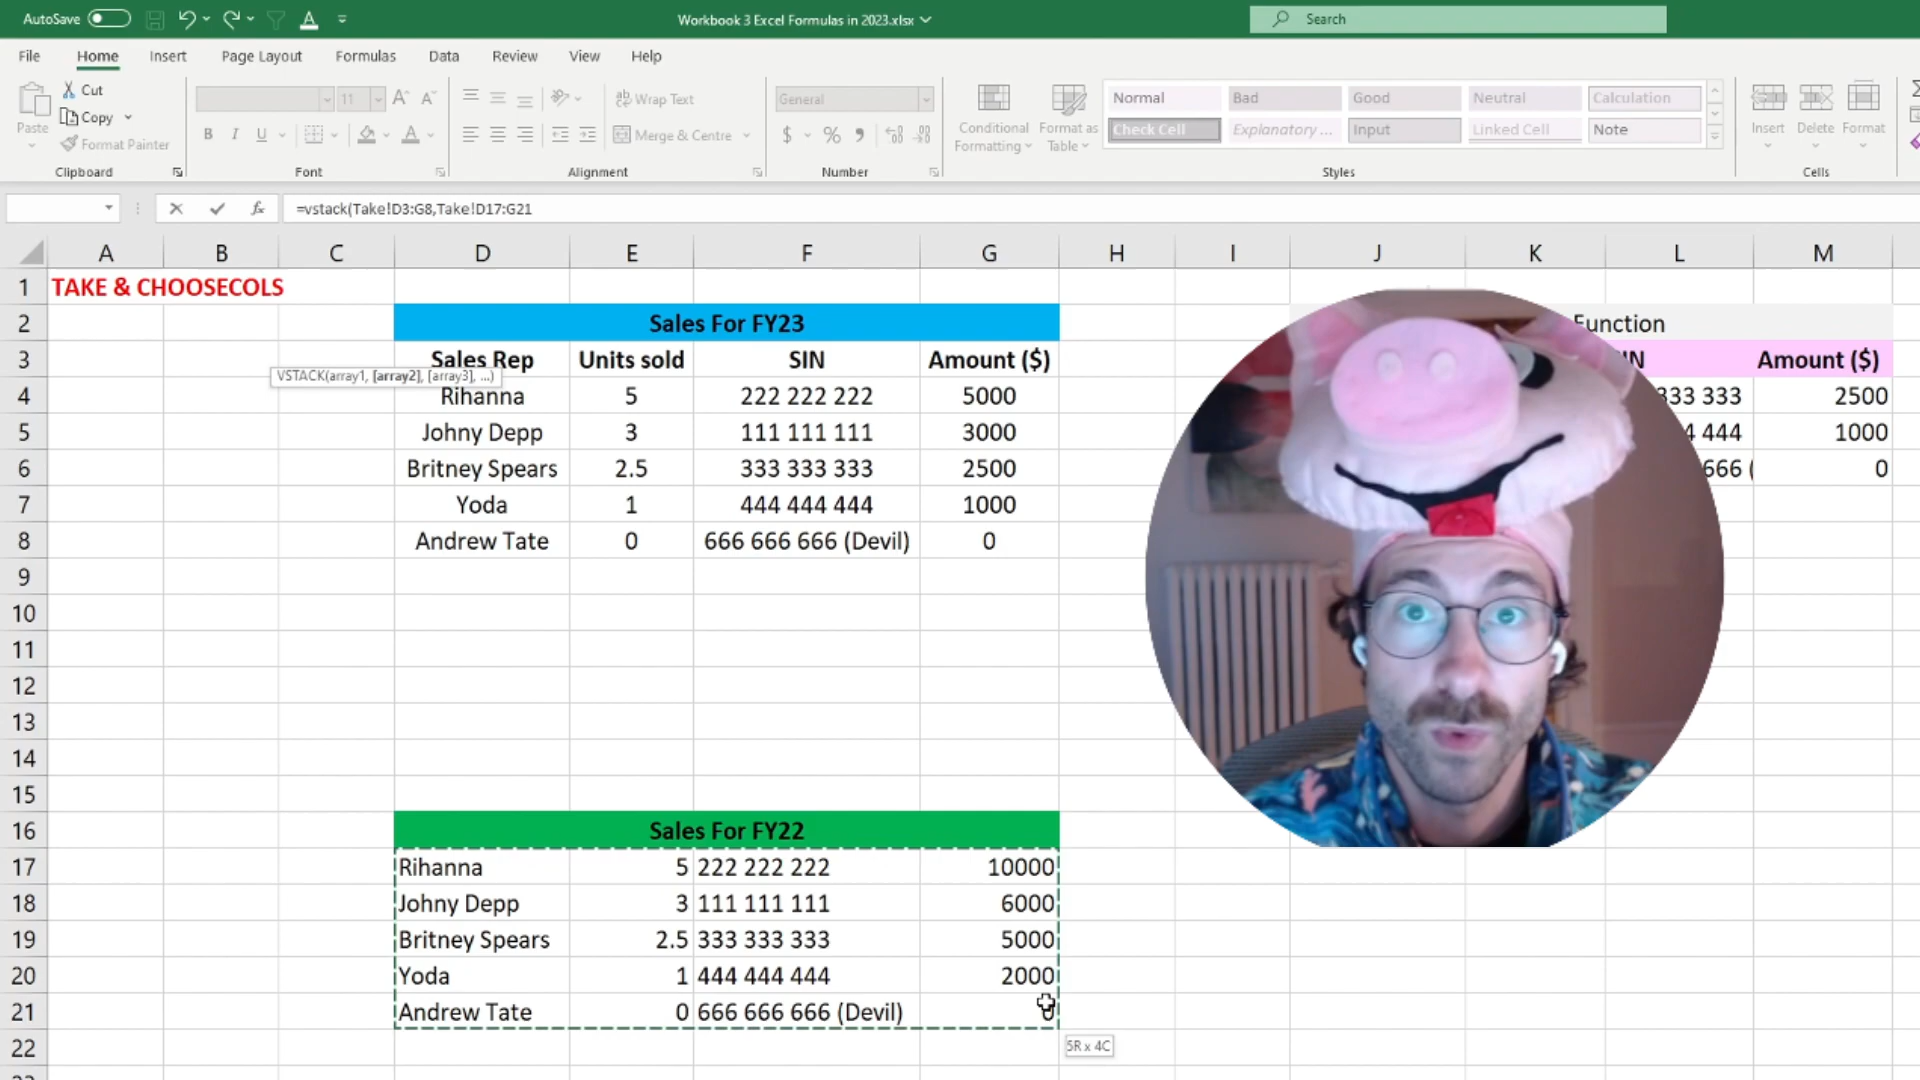 AutoSave
Workbook 3 Excel Formulas in 2023.xlsx
Search
File Home Insert Page Layout Formulas Data Review View Help
Paste
Cut
Copy
Format Painter
Clipboard
11
B I U
Font
Wrap Text
Merge & Centre
Alignment
General
$ % ,
Number
Conditional Formatting
Format as Table
Normal Bad Good Neutral Calculation
Check Cell Explanatory ... Input Linked Cell Note
Styles
Insert Delete Format
Cells
fx =vstack(Take!D3:G8,Take!D17:G21
A B C D E F G H I J K L M
1 TAKE & CHOOSECOLS
2 Sales For FY23 Function
3 Sales Rep Units sold SIN Amount ($) Amount ($)
VSTACK(array1, [array2], [array3], ...)
4 Rihanna 5 222 222 222 5000 333 2500
5 Johny Depp 3 111 111 111 3000 444 1000
6 Britney Spears 2.5 333 333 333 2500 666 ( 0
7 Yoda 1 444 444 444 1000
8 Andrew Tate 0 666 666 666 (Devil) 0
9
10
11
12
13
14
15
16 Sales For FY22
17 Rihanna 5 222 222 222 10000
18 Johny Depp 3 111 111 111 6000
19 Britney Spears 2.5 333 333 333 5000
20 Yoda 1 444 444 444 2000
21 Andrew Tate 0 666 666 666 (Devil) 0
22 5R x 4C